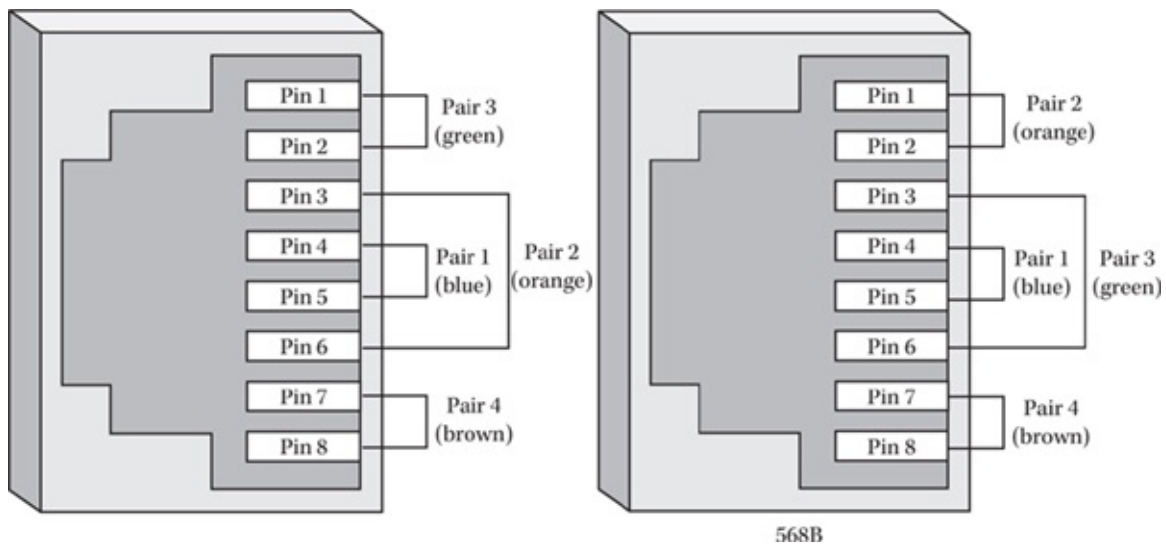 Pin 1
Pin 2
Pin 3
Pin 4
Pin 5
Pin 6
Pin 7
Pin 8
Pair 3
(green)
Pair 1
(blue)
Pair 2
(orange)
Pair 4
(brown)
Pin 1
Pin 2
Pin 3
Pin 4
Pin 5
Pin 6
Pin 7
Pin 8
Pair 2
(orange)
Pair 1
(blue)
Pair 3
(green)
Pair 4
(brown)
568B